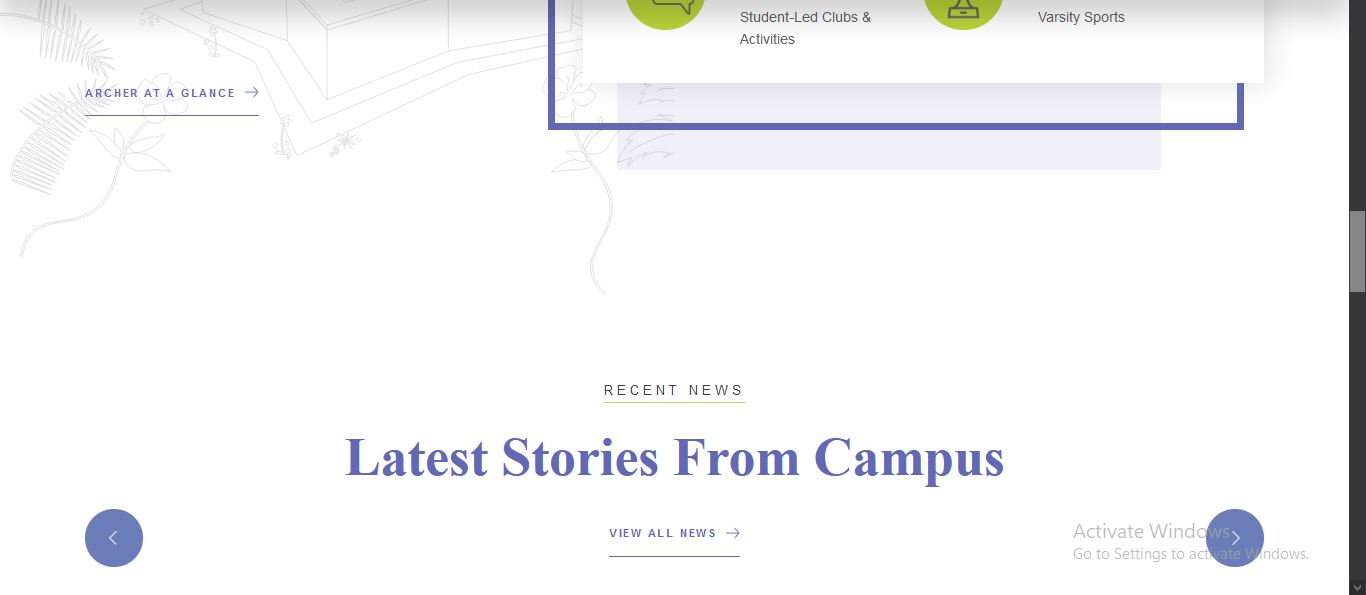 Student-Led Clubs &
Activities
Varsity Sports
ARCHER AT A GLANCE
RECENT NEWS
Latest Stories From Campus
VIEW ALL NEWS
Activate Windows
Go to Settings to activate Windows.